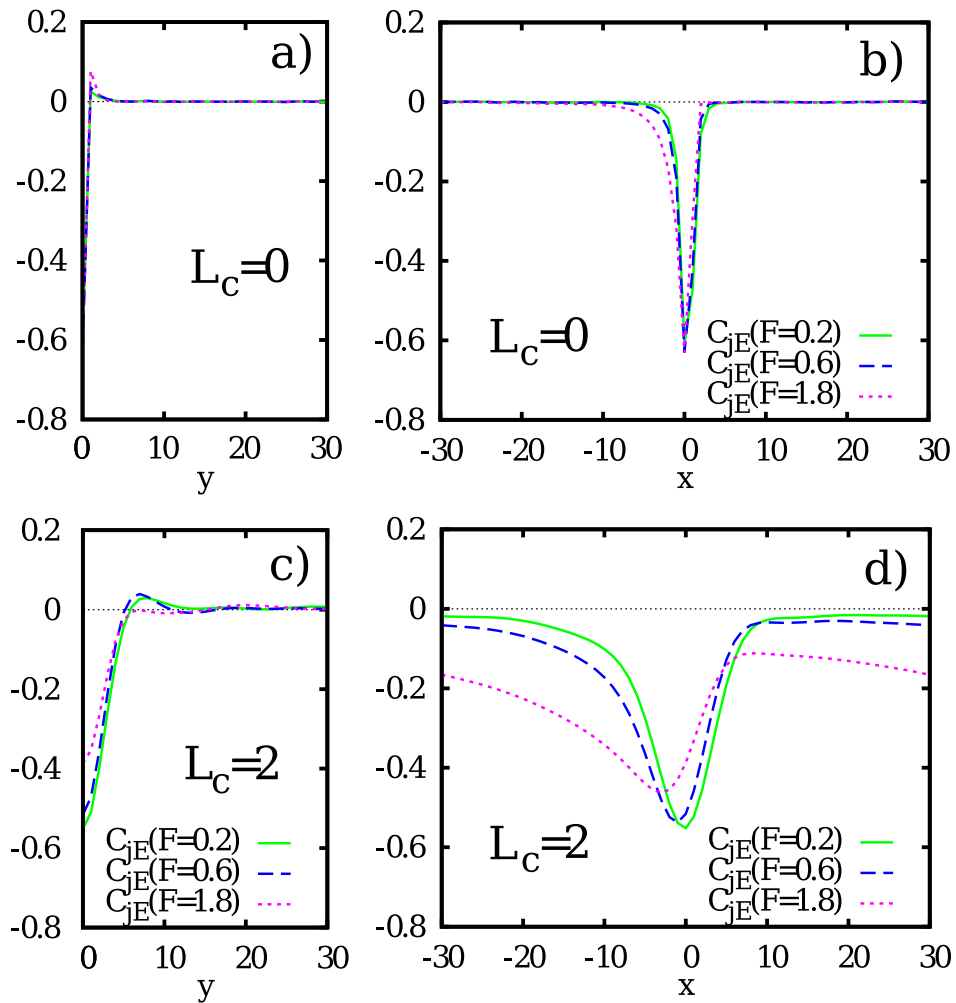 0.2
0
-0.2
-0.4
-0.6
-0.8
0 10 20 30
y
a)
L_c=0
0.2
0
-0.2
-0.4
-0.6
-0.8
-30 -20 -10 0 10 20 30
x
b)
L_c=0
C_jE(F=0.2)
C_jE(F=0.6)
C_jE(F=1.8)
0.2
0
-0.2
-0.4
-0.6
-0.8
0 10 20 30
y
c)
L_c=2
C_jE(F=0.2)
C_jE(F=0.6)
C_jE(F=1.8)
0.2
0
-0.2
-0.4
-0.6
-0.8
-30 -20 -10 0 10 20 30
x
d)
L_c=2
C_jE(F=0.2)
C_jE(F=0.6)
C_jE(F=1.8)